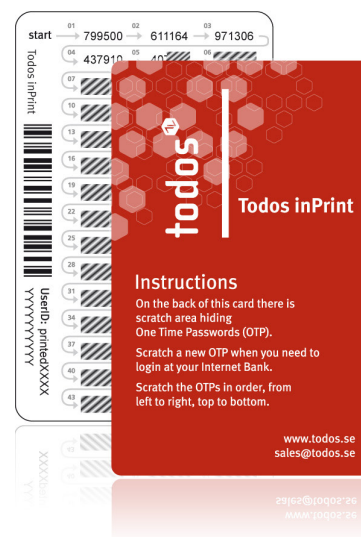 01 02 03
start 799500 611164 971306
04 05 06
437910
07
10
13
16
19
22
25
28
31
34
37
40
43
Todos inPrint
UserID: printedXXXX
YYYYYYYYYY
todos
Todos inPrint
Instructions
On the back of this card there is
scratch area hiding
One Time Passwords (OTP).
Scratch a new OTP when you need to
login at your Internet Bank.
Scratch the OTPs in order, from
left to right, top to bottom.
www.todos.se
sales@todos.se